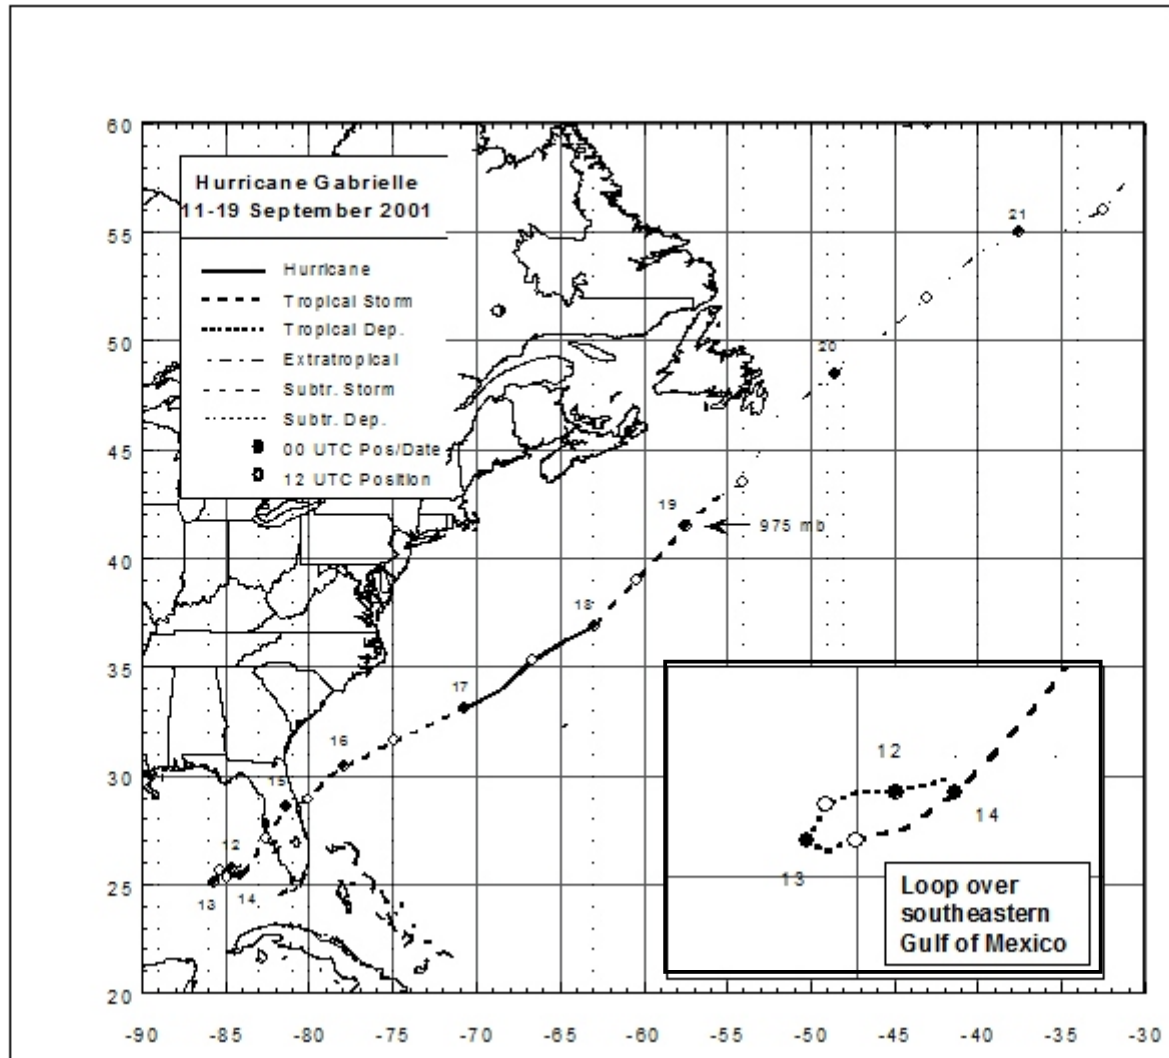 60
Hurricane Gabrielle
11-19 September 2001
21
55
Hurricane
Tropical Storm
Tropical Dep.
Extratropical
Subtr. Storm
Subtr. Dep.
00 UTC Pos/Date
12 UTC Position
50
20
45
19
975 mb
40
18
35
17
16
30
15
12
12
14
13
14
13
25
Loop over
southeastern
Gulf of Mexico
20
-90 -85 -80 -75 -70 -65 -60 -55 -50 -45 -40 -35 -30